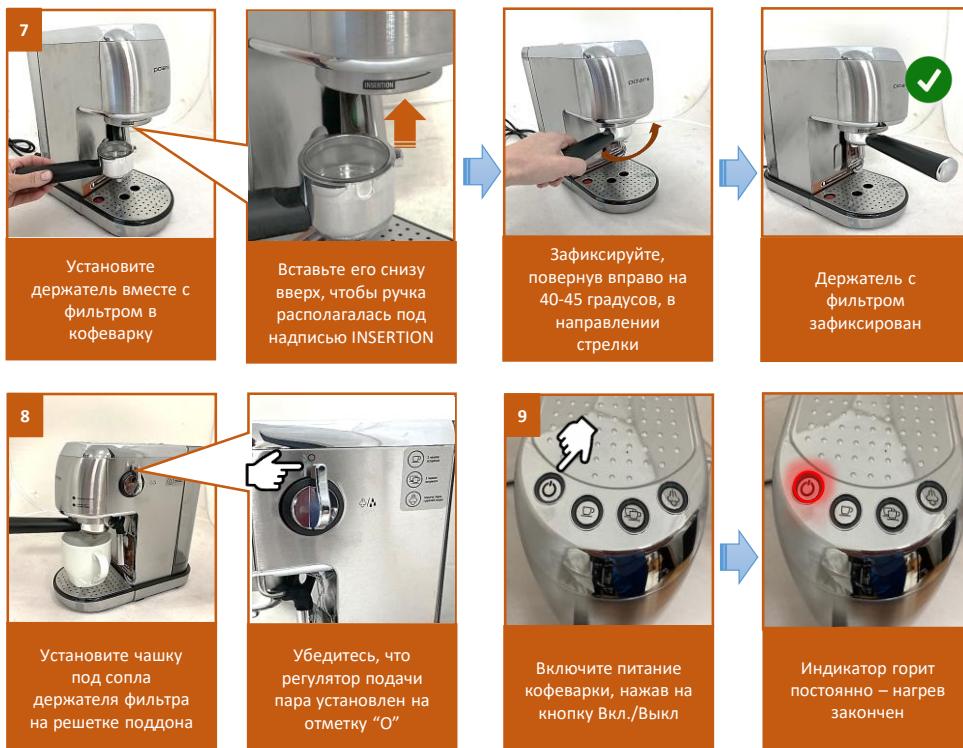 7
polaris
INSERTION
polaris
Установите
держатель вместе с
фильтром в
кофеварку
Вставьте его снизу
вверх, чтобы ручка
располагалась под
надписью INSERTION
Зафиксируйте,
повернув вправо на
40-45 градусов, в
направлении
стрелки
Держатель с
фильтром
зафиксирован
8
9
Установите чашку
под сопла
держателя фильтра
на решетке поддона
Убедитесь, что
регулятор подачи
пара установлен на
отметку “О”
Включите питание
кофеварки, нажав на
кнопку Вкл./Выкл
Индикатор горит
постоянно – нагрев
закончен